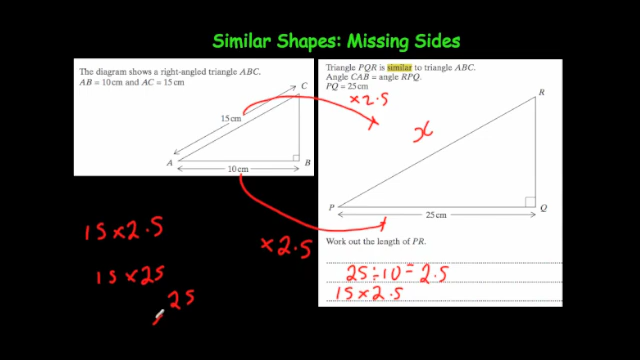 Similar Shapes: Missing Sides
The diagram shows a right-angled triangle ABC.
AB = 10 cm and AC = 15 cm
C
15 cm
A
B
10 cm
Triangle PQR is similar to triangle ABC.
Angle CAB = angle RPQ.
PQ = 25 cm
×2.5
R
x
P
Q
25 cm
Work out the length of PR.
25 ÷ 10 = 2.5
15 × 2.5
×2.5
15 × 2.5
15 × 25
25